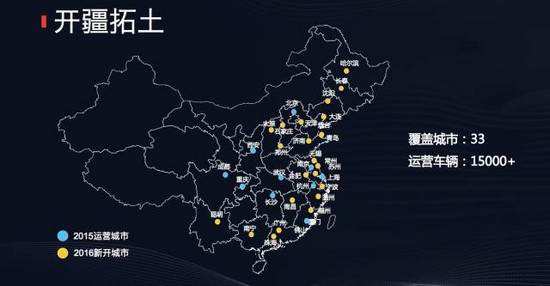 开疆拓土
哈尔滨
长春
沈阳
北京
大连
天津
太原
石家庄
烟台
济南
青岛
西安
郑州
无锡
常州
南京
苏州
成都
合肥
上海
武汉
重庆
杭州
宁波
长沙
南昌
温州
福州
昆明
厦门
南宁
广州
佛山
珠海
覆盖城市：33
运营车辆：15000+
2015运营城市
2016新开城市